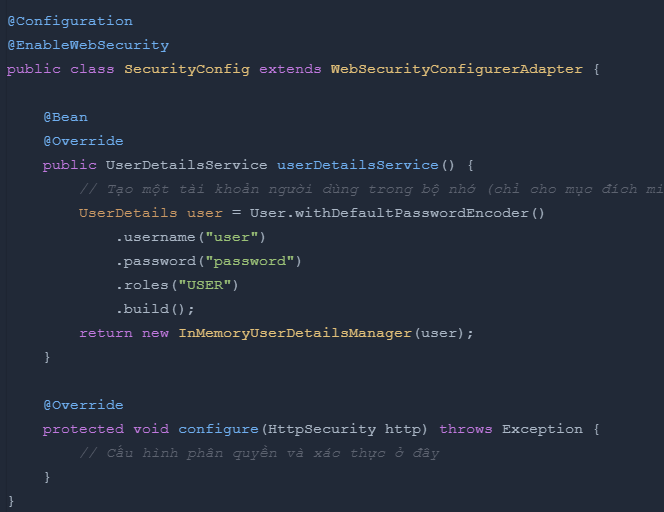 @Configuration
@EnableWebSecurity
public class SecurityConfig extends WebSecurityConfigurerAdapter {
@Bean
@Override
public UserDetailsService userDetailsService() {
// Tạo một tài khoản người dùng trong bộ nhớ (chỉ cho mục đích mi
UserDetails user = User.withDefaultPasswordEncoder()
.username("user")
.password("password")
.roles("USER")
.build();
return new InMemoryUserDetailsManager(user);
}
@Override
protected void configure(HttpSecurity http) throws Exception {
// Cấu hình phân quyền và xác thực ở đây
}
}